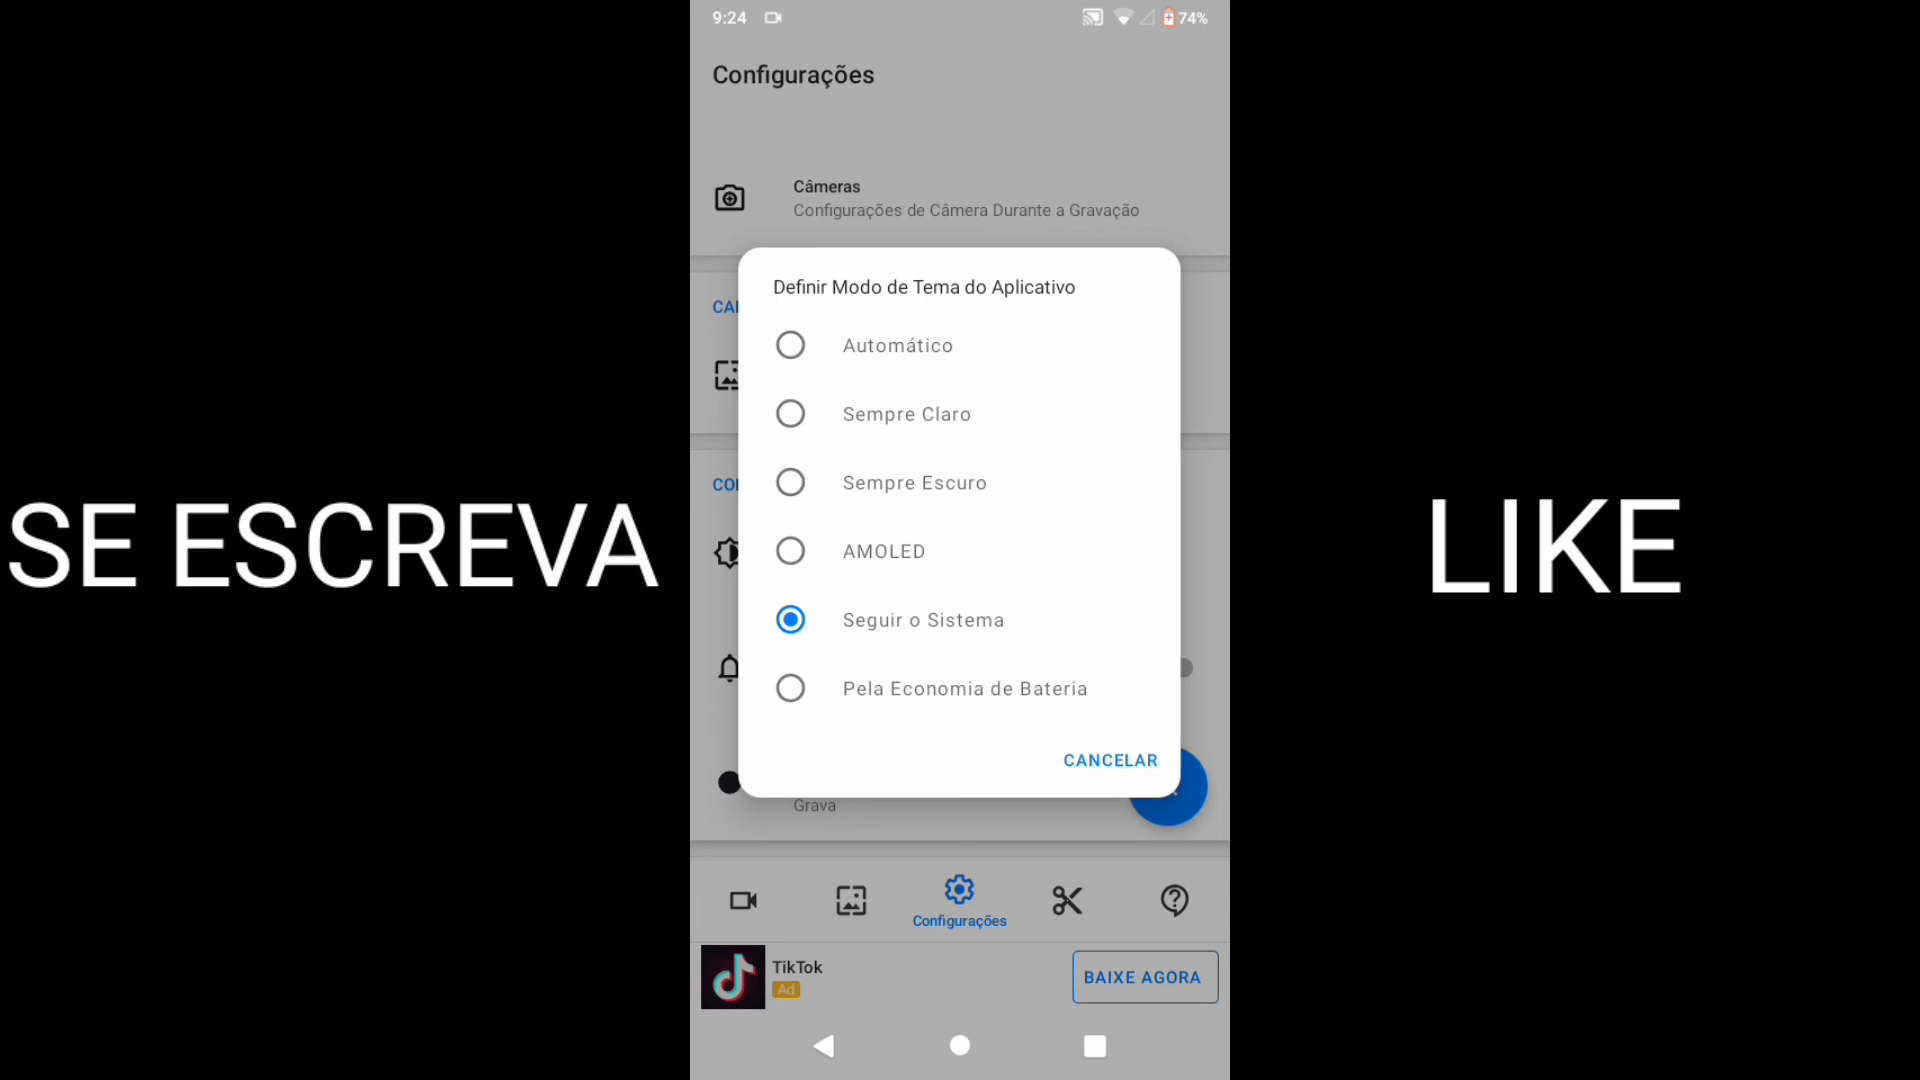 9:24
74%
Configurações
Câmeras
Configurações de Câmera Durante a Gravação
Definir Modo de Tema do Aplicativo
CAI
Automático
Sempre Claro
COI
Sempre Escuro
SE ESCREVA
LIKE
AMOLED
Seguir o Sistema
Pela Economia de Bateria
CANCELAR
Grava
Configurações
TikTok
Ad
BAIXE AGORA